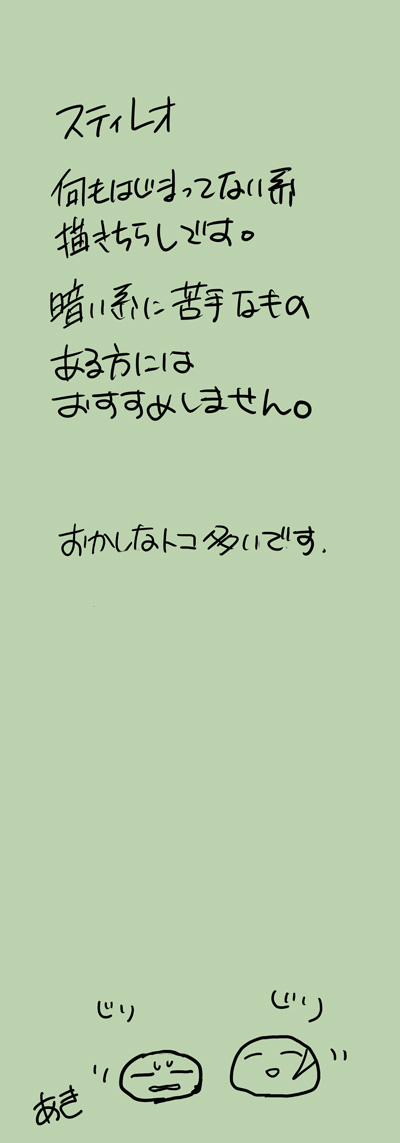 スティレオ
何もはじまってない系
描きちらしです。
暗い系に苦手なもの
ある方には
おすすめしません。
おかしなトコ多いです.
じり
じり
あき